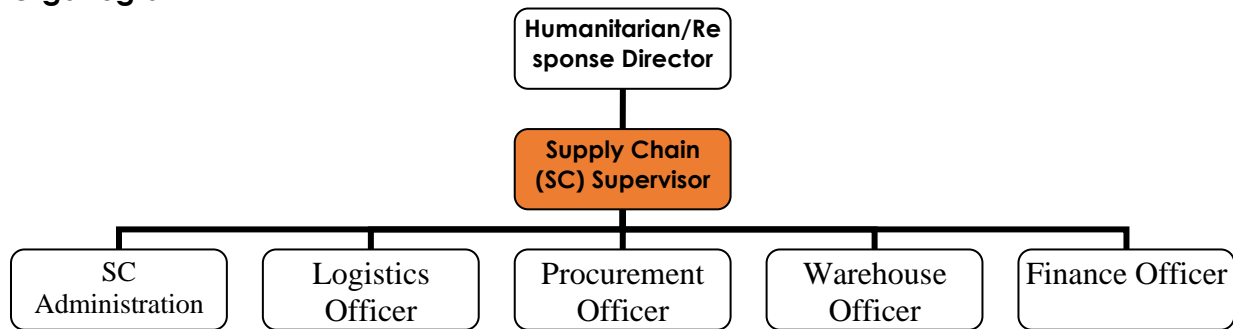 Humanitarian/Re
sponse Director
Supply Chain
(SC) Supervisor
SC
Administration
Logistics
Officer
Procurement
Officer
Warehouse
Officer
Finance Officer